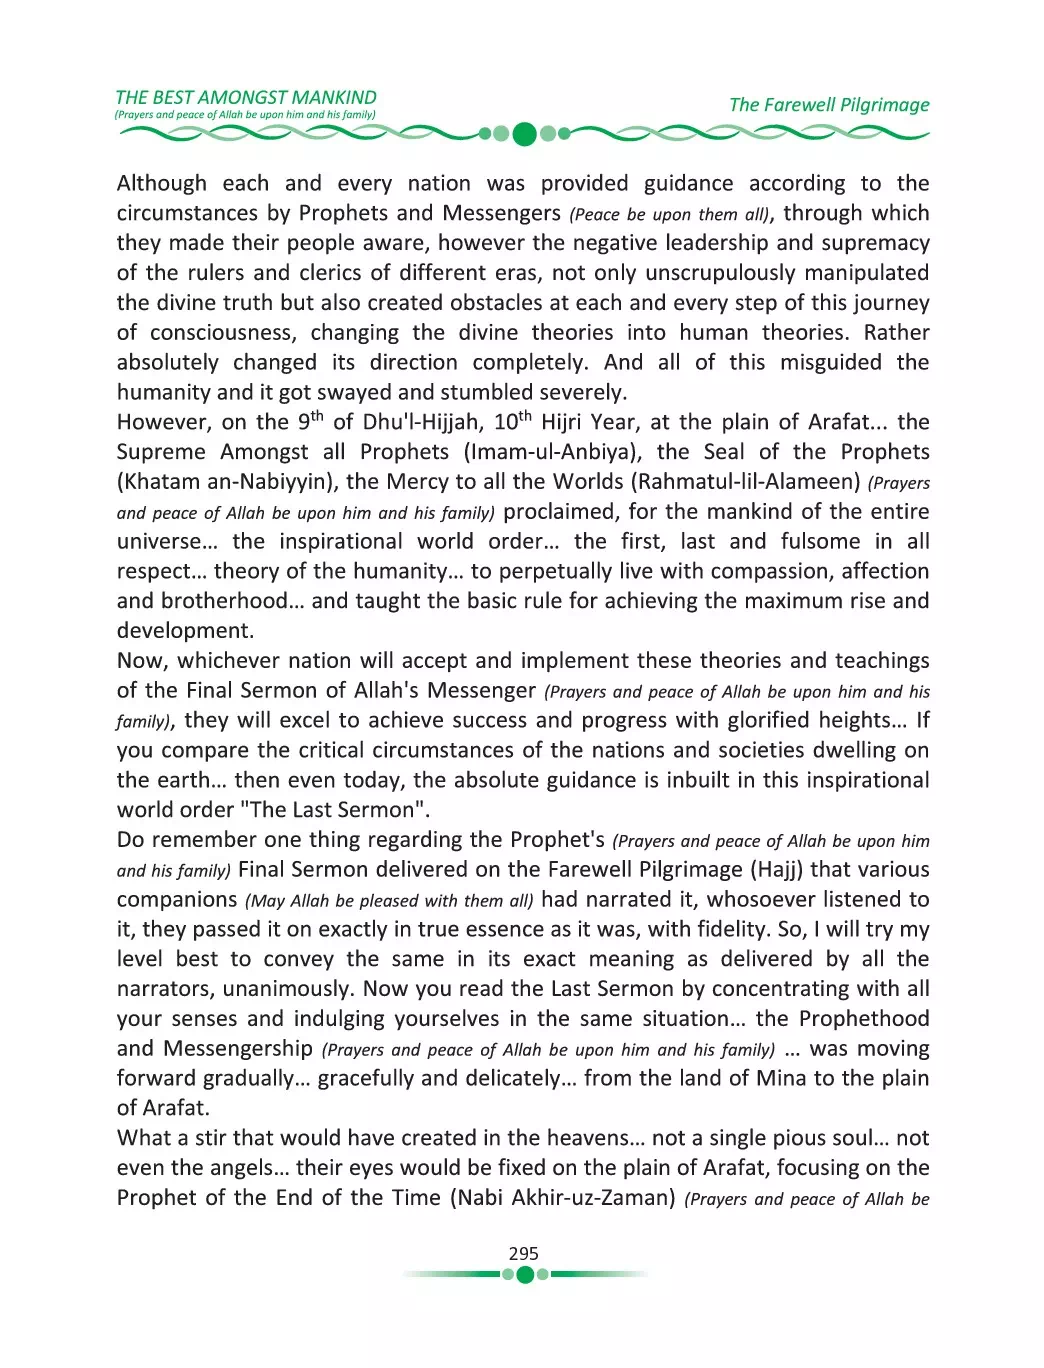 THE BEST AMONGST MANKIND
(Prayers and peace of Allah be upon him and his family)
The Farewell Pilgrimage
Although each and every nation was provided guidance according to the
circumstances by Prophets and Messengers (Peace be upon them all), through which
they made their people aware, however the negative leadership and supremacy
of the rulers and clerics of different eras, not only unscrupulously manipulated
the divine truth but also created obstacles at each and every step of this journey
of consciousness, changing the divine theories into human theories. Rather
absolutely changed its direction completely. And all of this misguided the
humanity and it got swayed and stumbled severely.
However, on the 9th of Dhu'l-Hijjah, 10th Hijri Year, at the plain of Arafat... the
Supreme Amongst all Prophets (Imam-ul-Anbiya), the Seal of the Prophets
(Khatam an-Nabiyyin), the Mercy to all the Worlds (Rahmatul-lil-Alameen) (Prayers
and peace of Allah be upon him and his family) proclaimed, for the mankind of the entire
universe... the inspirational world order... the first, last and fulsome in all
respect... theory of the humanity... to perpetually live with compassion, affection
and brotherhood... and taught the basic rule for achieving the maximum rise and
development.
Now, whichever nation will accept and implement these theories and teachings
of the Final Sermon of Allah's Messenger (Prayers and peace of Allah be upon him and his
family), they will excel to achieve success and progress with glorified heights... If
you compare the critical circumstances of the nations and societies dwelling on
the earth... then even today, the absolute guidance is inbuilt in this inspirational
world order "The Last Sermon".
Do remember one thing regarding the Prophet's (Prayers and peace of Allah be upon him
and his family) Final Sermon delivered on the Farewell Pilgrimage (Hajj) that various
companions (May Allah be pleased with them all) had narrated it, whosoever listened to
it, they passed it on exactly in true essence as it was, with fidelity. So, I will try my
level best to convey the same in its exact meaning as delivered by all the
narrators, unanimously. Now you read the Last Sermon by concentrating with all
your senses and indulging yourselves in the same situation... the Prophethood
and Messengership (Prayers and peace of Allah be upon him and his family) ... was moving
forward gradually... gracefully and delicately... from the land of Mina to the plain
of Arafat.
What a stir that would have created in the heavens... not a single pious soul... not
even the angels... their eyes would be fixed on the plain of Arafat, focusing on the
Prophet of the End of the Time (Nabi Akhir-uz-Zaman) (Prayers and peace of Allah be
295